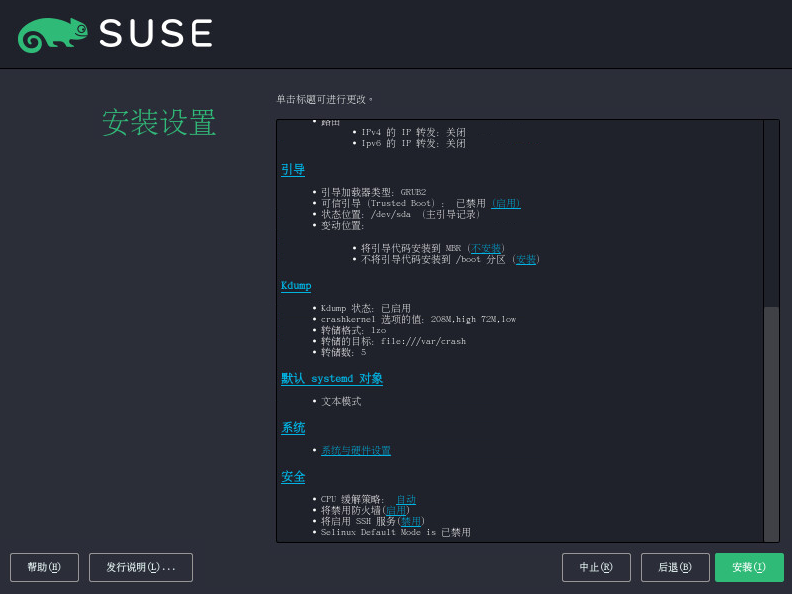 SUSE
安装设置
单击标题可进行更改。
• 路由
• IPv4 的 IP 转发: 关闭
• Ipv6 的 IP 转发: 关闭
引导
• 引导加载器类型: GRUB2
• 可信引导 (Trusted Boot) : 已禁用 (启用)
• 状态位置: /dev/sda (主引导记录)
• 变动位置:
• 将引导代码安装到 MBR (不安装)
• 不将引导代码安装到 /boot 分区 (安装)
Kdump
• Kdump 状态: 已启用
• crashkernel 选项的值: 208M,high 72M,low
• 转储格式: lzo
• 转储的目标: file:///var/crash
• 转储数: 5
默认 systemd 对象
• 文本模式
系统
• 系统与硬件设置
安全
• CPU 缓解策略: 自动
• 将禁用防火墙(启用)
• 将启用 SSH 服务(禁用)
• Selinux Default Mode is 已禁用
帮助(H) 发行说明(L)... 中止(R) 后退(B) 安装(I)